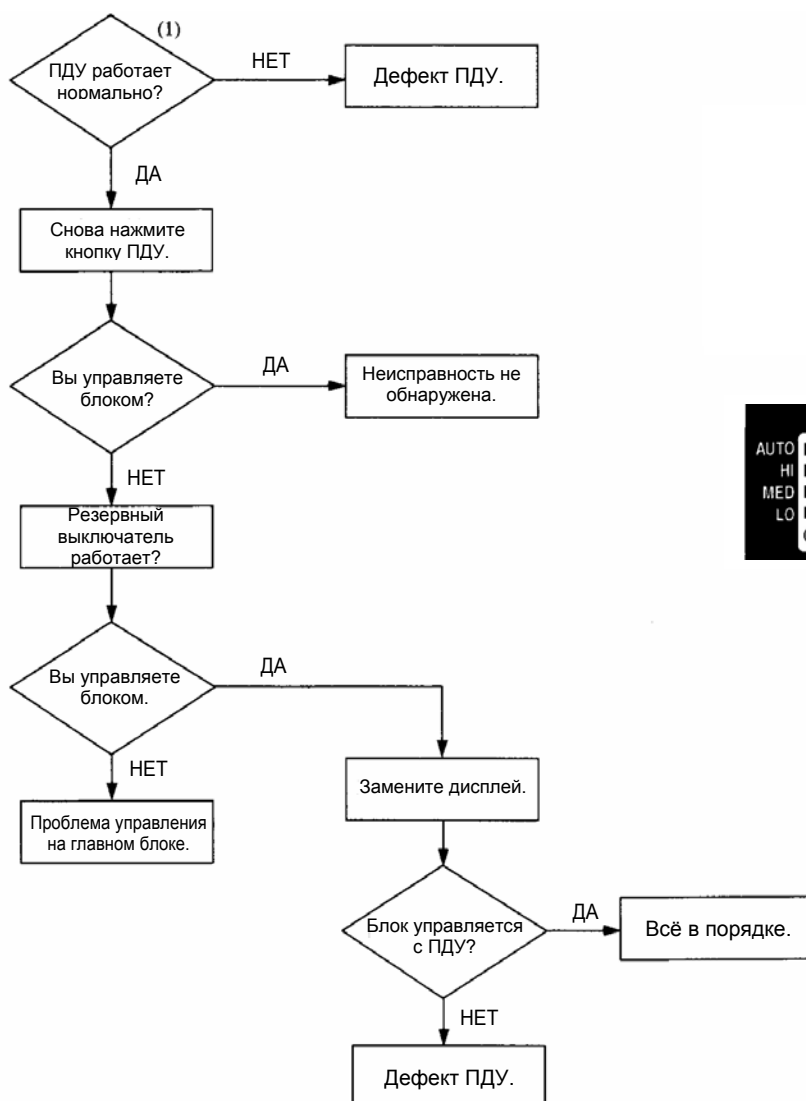 (1)
ПДУ работает
нормально?
НЕТ
Дефект ПДУ.
ДА
Снова нажмите
кнопку ПДУ.
Вы управляете
блоком?
ДА
Неисправность не
обнаружена.
НЕТ
AUTO
HI
MED
LO
Резервный
выключатель
работает?
Вы управляете
блоком.
ДА
НЕТ
Замените дисплей.
Проблема управления
на главном блоке.
Блок управляется
с ПДУ?
ДА
Всё в порядке.
НЕТ
Дефект ПДУ.